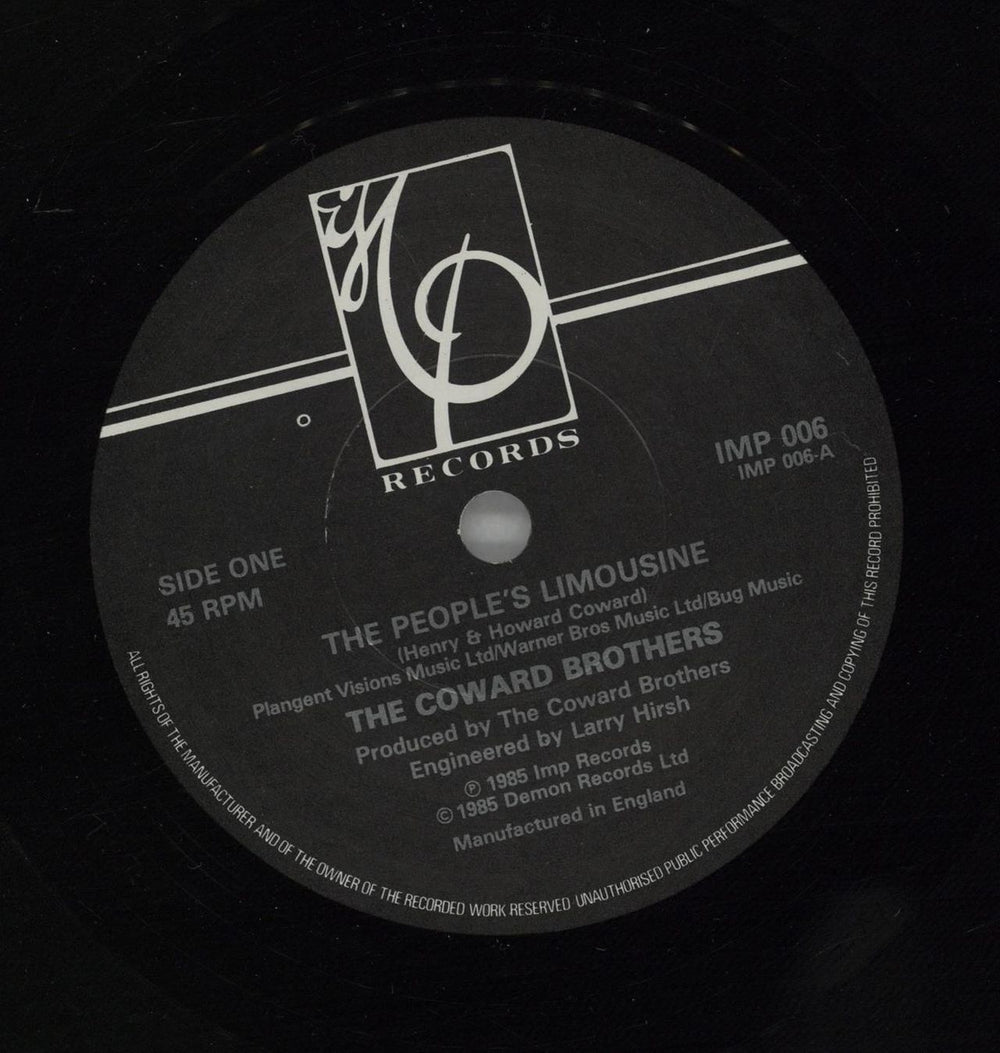 RECORDS
IMP 006
IMP 006-A
SIDE ONE
45 RPM
THE PEOPLE'S LIMOUSINE
(Henry & Howard Coward)
Plangent Visions Music Ltd/Warner Bros Music Ltd/Bug Music
THE COWARD BROTHERS
Produced by The Coward Brothers
Engineered by Larry Hirsh
Ⓟ 1985 Imp Records
© 1985 Demon Records Ltd
Manufactured in England
ALL RIGHTS OF THE MANUFACTURER AND OF THE OWNER OF THE RECORDED WORK RESERVED UNAUTHORISED PUBLIC PERFORMANCE BROADCASTING AND COPYING OF THIS RECORD PROHIBITED